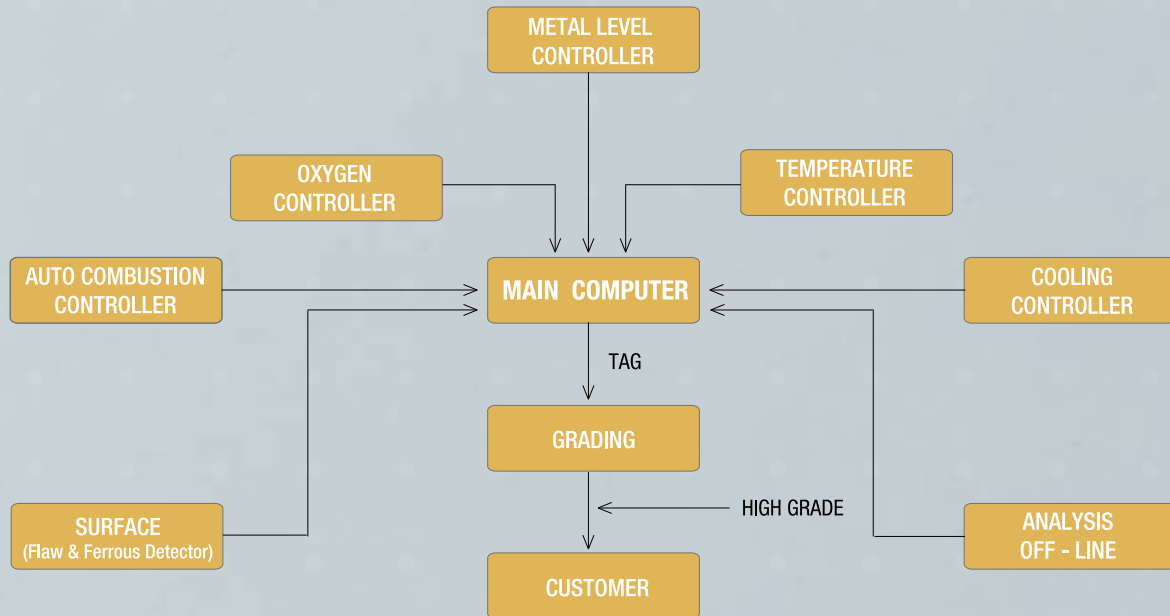 METAL LEVEL
CONTROLLER
OXYGEN
CONTROLLER
TEMPERATURE
CONTROLLER
AUTO COMBUSTION
CONTROLLER
MAIN COMPUTER
COOLING
CONTROLLER
TAG
GRADING
HIGH GRADE
SURFACE
(Flaw & Ferrous Detector)
ANALYSIS
OFF - LINE
CUSTOMER